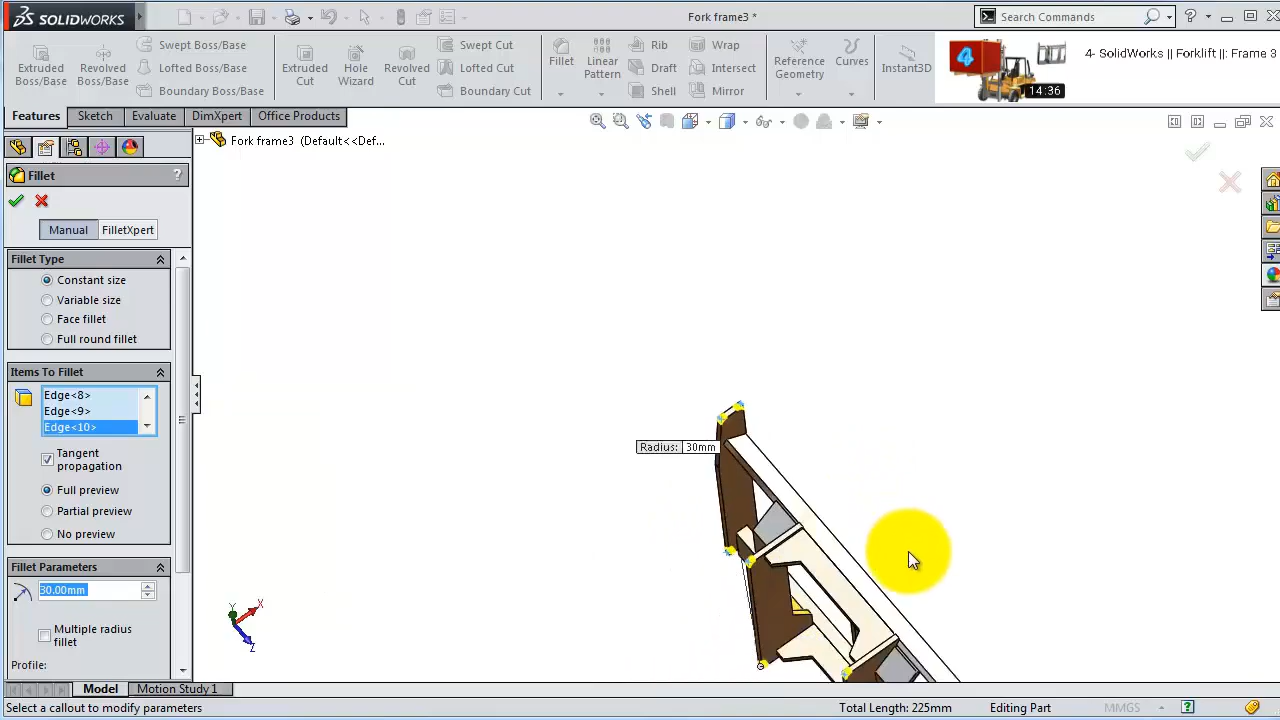 SOLIDWORKS
Fork frame3 *
Search Commands
?
Extruded Boss/Base
Revolved Boss/Base
Swept Boss/Base
Lofted Boss/Base
Boundary Boss/Base
Extruded Cut
Hole Wizard
Revolved Cut
Swept Cut
Lofted Cut
Boundary Cut
Fillet
Linear Pattern
Rib
Draft
Shell
Wrap
Intersect
Mirror
Reference Geometry
Curves
Instant3D
4
14:36
4- SolidWorks || Forklift ||: Frame 3
Features
Sketch
Evaluate
DimXpert
Office Products
Fork frame3 (Default<<Def...
Fillet
?
Manual
FilletXpert
Fillet Type
Constant size
Variable size
Face fillet
Full round fillet
Items To Fillet
Edge<8>
Edge<9>
Edge<10>
Tangent propagation
Full preview
Partial preview
No preview
Fillet Parameters
30.00mm
Multiple radius fillet
Profile:
Radius: 30mm
Y
X
Z
Model
Motion Study 1
Select a callout to modify parameters
Total Length: 225mm
Editing Part
MMGS
?